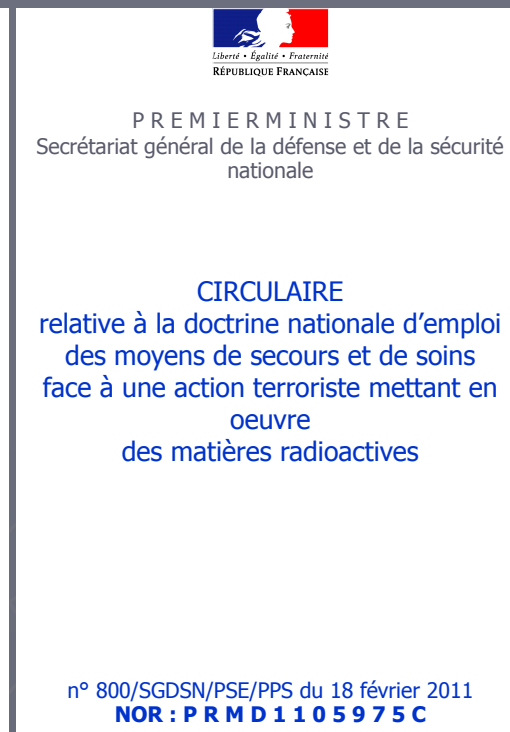 Liberté • Égalité • Fraternité
RÉPUBLIQUE FRANÇAISE
P R E M I E R M I N I S T R E
Secrétariat général de la défense et de la sécurité
nationale
CIRCULAIRE
relative à la doctrine nationale d’emploi
des moyens de secours et de soins
face à une action terroriste mettant en
oeuvre
des matières radioactives
n° 800/SGDSN/PSE/PPS du 18 février 2011
NOR : P R M D 1 1 0 5 9 7 5 C